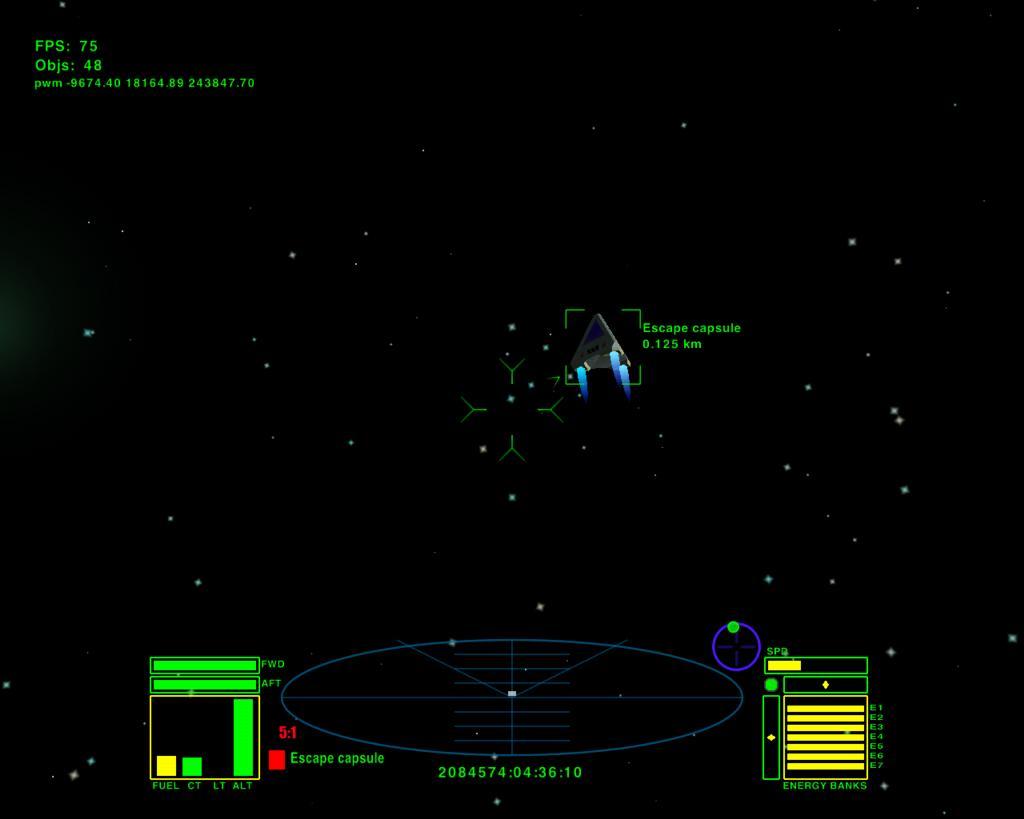 FPS: 75
Objs: 48
pwm -9674.40 18164.89 243847.70
Escape capsule
0.125 km
FWD
AFT
FUEL CT LT ALT
5:1
Escape capsule
2084574:04:36:10
SPD
E1
E2
E3
E4
E5
E6
E7
ENERGY BANKS